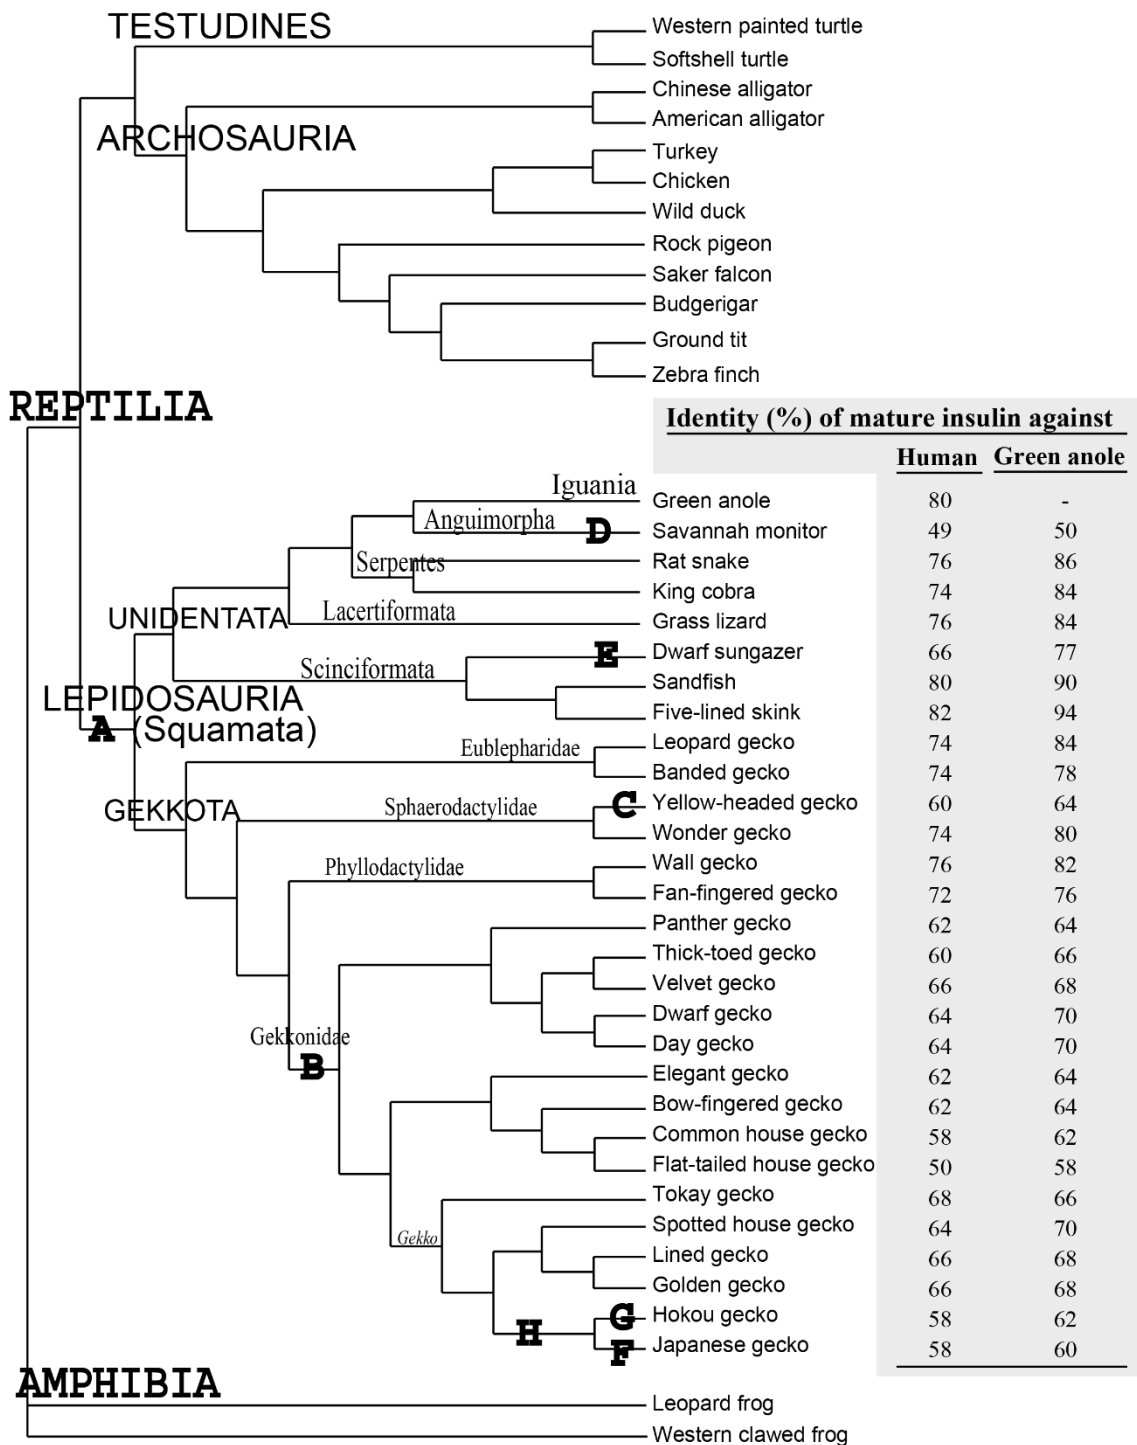 TESTUDINES
Western painted turtle
Softshell turtle
Chinese alligator
ARCHOSAURIA
American alligator
Turkey
Chicken
Wild duck
Rock pigeon
Saker falcon
Budgerigar
Ground tit
Zebra finch
REPTILIA
Identity (%) of mature insulin against
Human Green anole
Iguania Green anole 80 -
Anguimorpha D Savannah monitor 49 50
Serpentes Rat snake 76 86
King cobra 74 84
UNIDENTATA Lacertiformata Grass lizard 76 84
E Dwarf sungazer 66 77
Scinciformata Sandfish 80 90
LEPIDOSAURIA
Five-lined skink 82 94
A (Squamata)
Eublepharidae Leopard gecko 74 84
Banded gecko 74 78
GEKKOTA Sphaerodactylidae C Yellow-headed gecko 60 64
Wonder gecko 74 80
Phyllodactylidae Wall gecko 76 82
Fan-fingered gecko 72 76
Panther gecko 62 64
Thick-toed gecko 60 66
Velvet gecko 66 68
Dwarf gecko 64 70
Gekkonidae Day gecko 64 70
B Elegant gecko 62 64
Bow-fingered gecko 62 64
Common house gecko 58 62
Flat-tailed house gecko 50 58
Tokay gecko 68 66
Gekko Spotted house gecko 64 70
Lined gecko 66 68
Golden gecko 66 68
G Hokou gecko 58 62
H F Japanese gecko 58 60
AMPHIBIA
Leopard frog
Western clawed frog